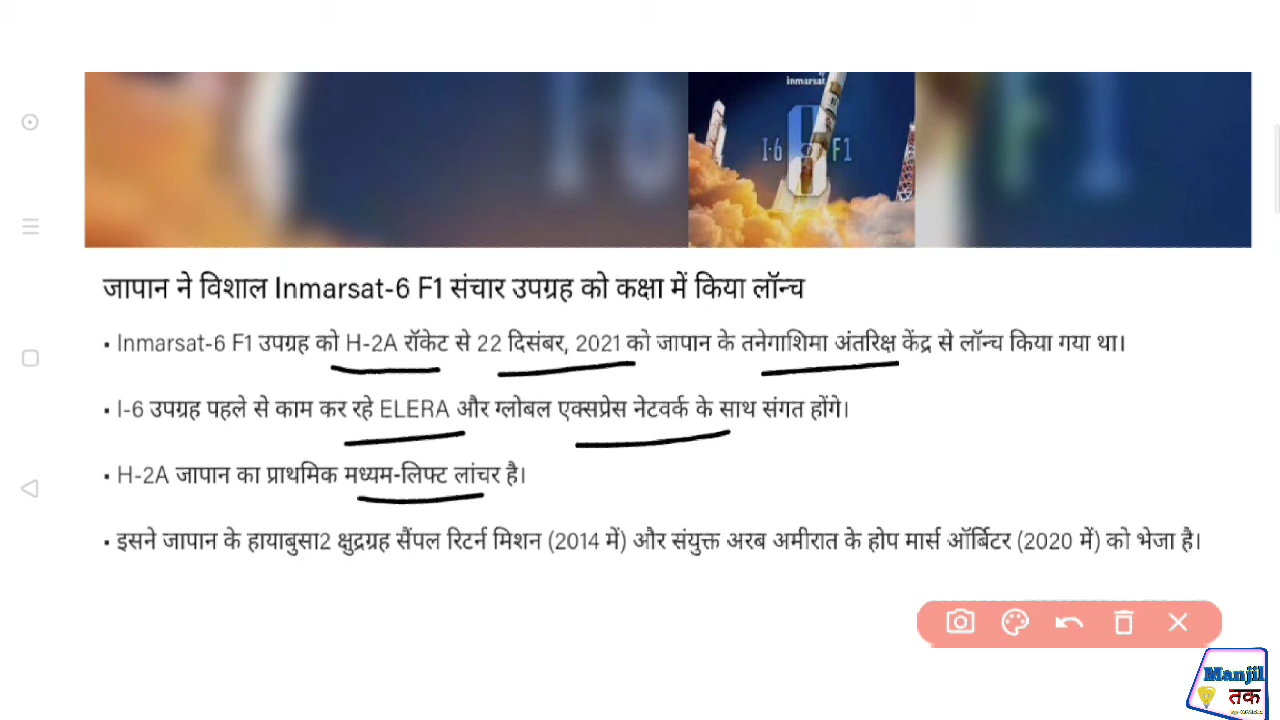 inmarsat
I-6 F1
जापान ने विशाल Inmarsat-6 F1 संचार उपग्रह को कक्षा में किया लॉन्च
▪ Inmarsat-6 F1 उपग्रह को H-2A रॉकेट से 22 दिसंबर, 2021 को जापान के तनेगाशिमा अंतरिक्ष केंद्र से लॉन्च किया गया था।
▪ I-6 उपग्रह पहले से काम कर रहे ELERA और ग्लोबल एक्सप्रेस नेटवर्क के साथ संगत होंगे।
▪ H-2A जापान का प्राथमिक मध्यम-लिफ्ट लांचर है।
▪ इसने जापान के हायाबुसा2 क्षुद्रग्रह सैंपल रिटर्न मिशन (2014 में) और संयुक्त अरब अमीरात के होप मार्स ऑर्बिटर (2020 में) को भेजा है।
Manjil
तक